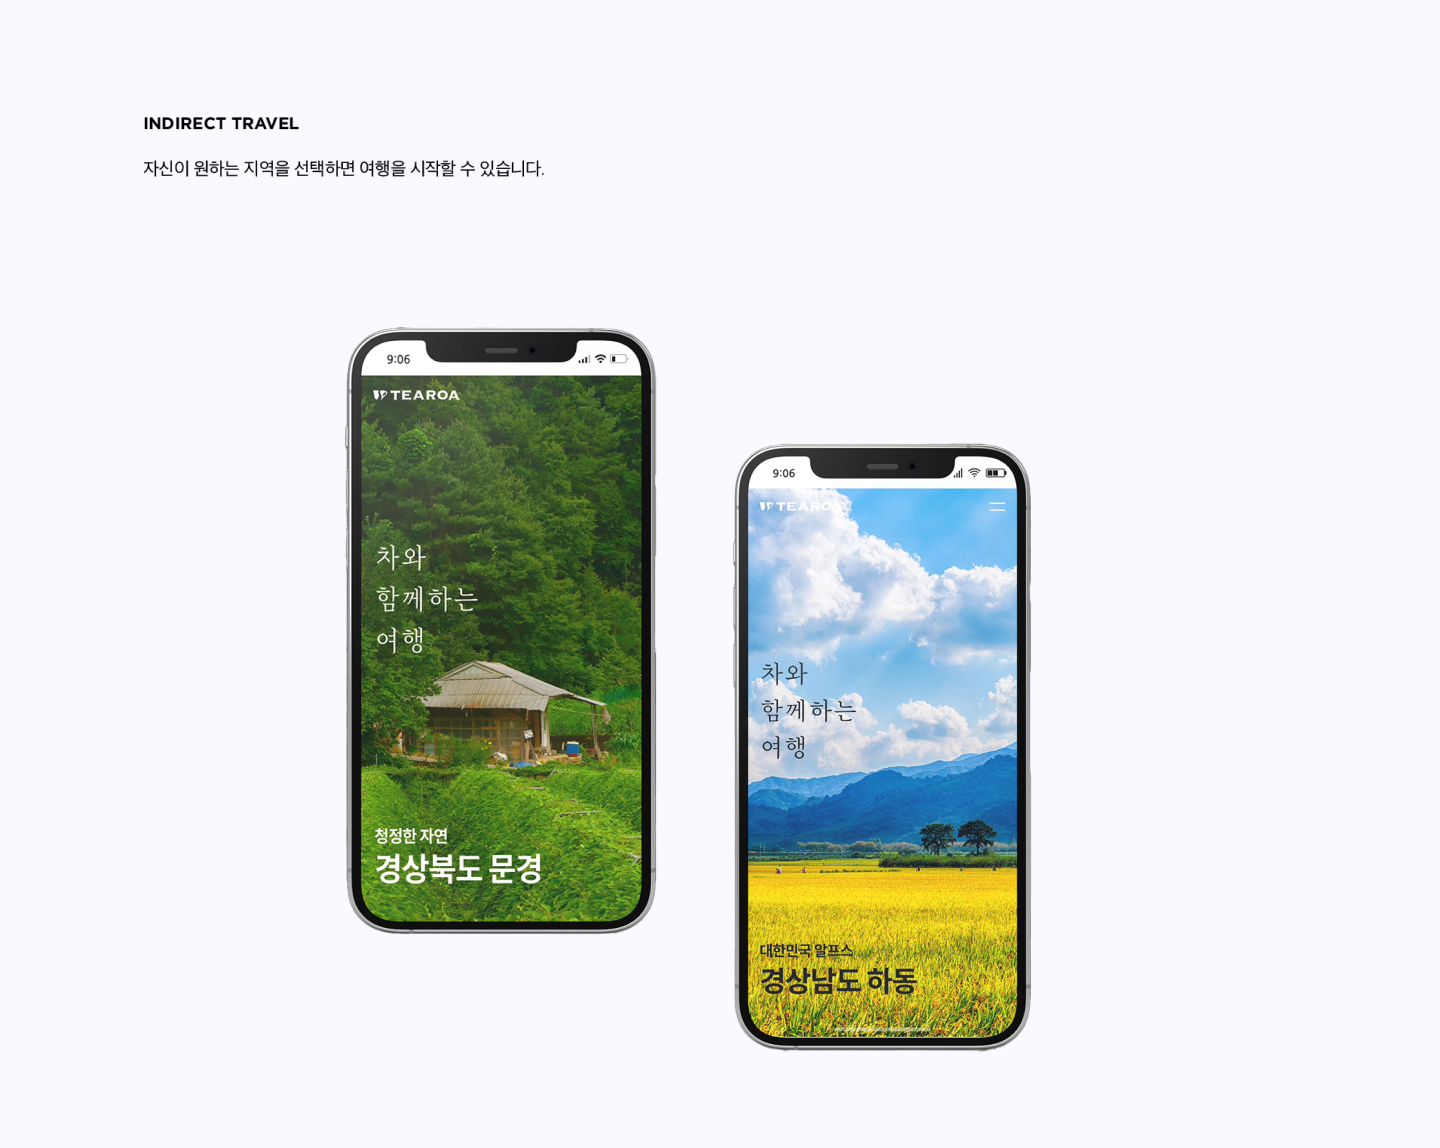 INDIRECT TRAVEL
자신이 원하는 지역을 선택하면 여행을 시작할 수 있습니다.
9:06
TEAROA
차와
함께하는
여행
청정한 자연
경상북도 문경
9:06
TEAROA
차와
함께하는
여행
대한민국 알프스
경상남도 하동